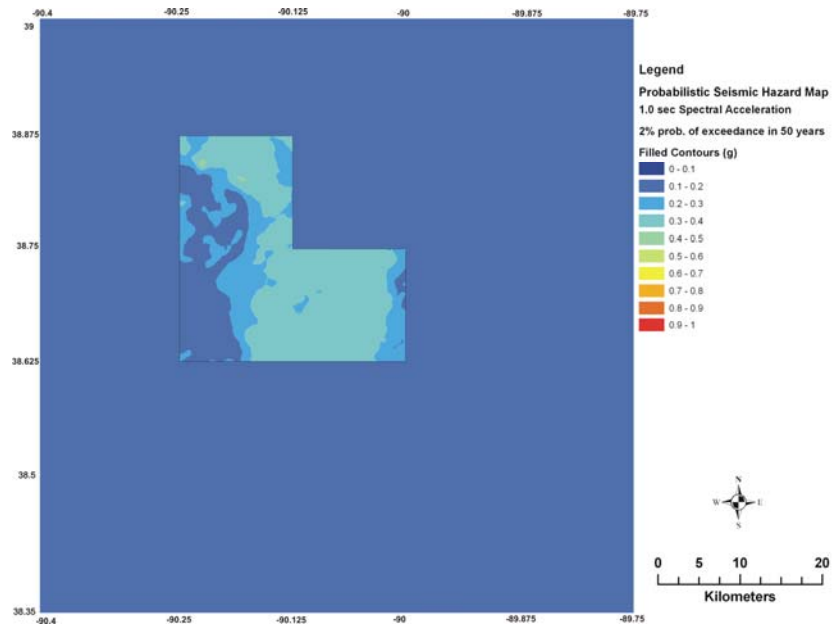 -90.4 -90.25 -90.125 -90 -89.875 -89.75
39
38.875
38.75
38.625
38.5
38.35
-90.4 -90.25 -90.125 -90 -89.875 -89.75
Legend
Probabilistic Seismic Hazard Map
1.0 sec Spectral Acceleration
2% prob. of exceedance in 50 years
Filled Contours (g)
0 - 0.1
0.1 - 0.2
0.2 - 0.3
0.3 - 0.4
0.4 - 0.5
0.5 - 0.6
0.6 - 0.7
0.7 - 0.8
0.8 - 0.9
0.9 - 1
N
W E
S
0 5 10 20
Kilometers